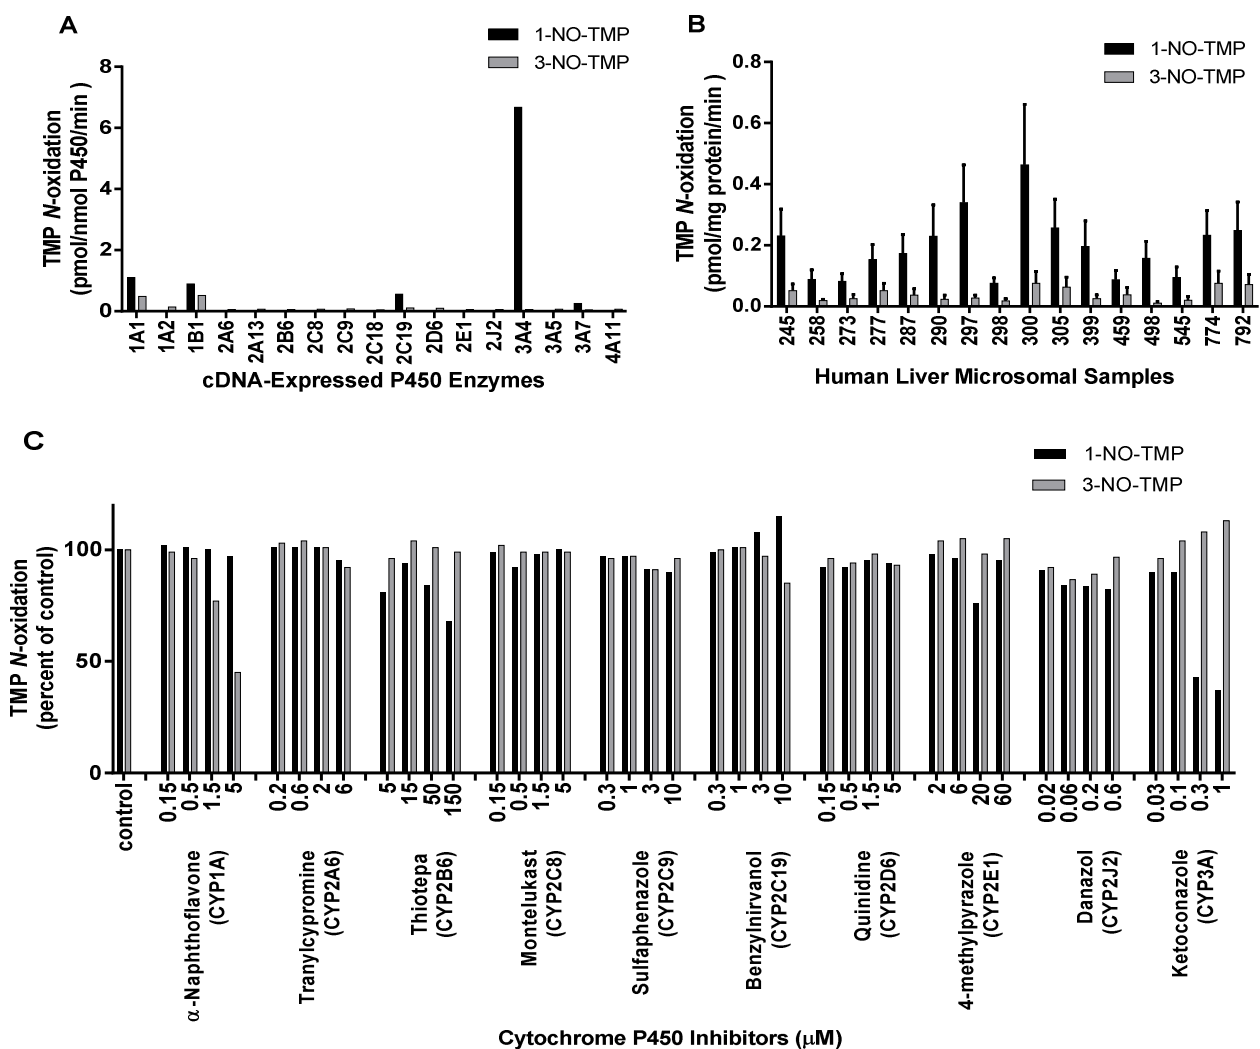 A
1-NO-TMP
3-NO-TMP
TMP N-oxidation
(pmol/nmol P450/min )
8
6
4
2
0
1A1
1A2
1B1
2A6
2A13
2B6
2C8
2C9
2C18
2C19
2D6
2E1
2J2
3A4
3A5
3A7
4A11
cDNA-Expressed P450 Enzymes
B
1-NO-TMP
3-NO-TMP
TMP N-oxidation
(pmol/mg protein/min )
0.8
0.6
0.4
0.2
0.0
245
258
273
277
287
290
297
298
300
305
399
459
498
545
774
792
Human Liver Microsomal Samples
C
1-NO-TMP
3-NO-TMP
TMP N-oxidation
(percent of control)
100
50
0
control
0.15
0.5
1.5
5
0.2
0.6
2
6
5
15
50
150
0.15
0.5
1.5
5
0.3
1
3
10
0.3
1
3
10
0.15
0.5
1.5
5
2
6
20
60
0.02
0.06
0.2
0.6
0.03
0.1
0.3
1
α-Naphthoflavone
(CYP1A)
Tranylcypromine
(CYP2A6)
Thiotepa
(CYP2B6)
Montelukast
(CYP2C8)
Sulfaphenazole
(CYP2C9)
Benzylnirvanol
(CYP2C19)
Quinidine
(CYP2D6)
4-methylpyrazole
(CYP2E1)
Danazol
(CYP2J2)
Ketoconazole
(CYP3A)
Cytochrome P450 Inhibitors (μM)